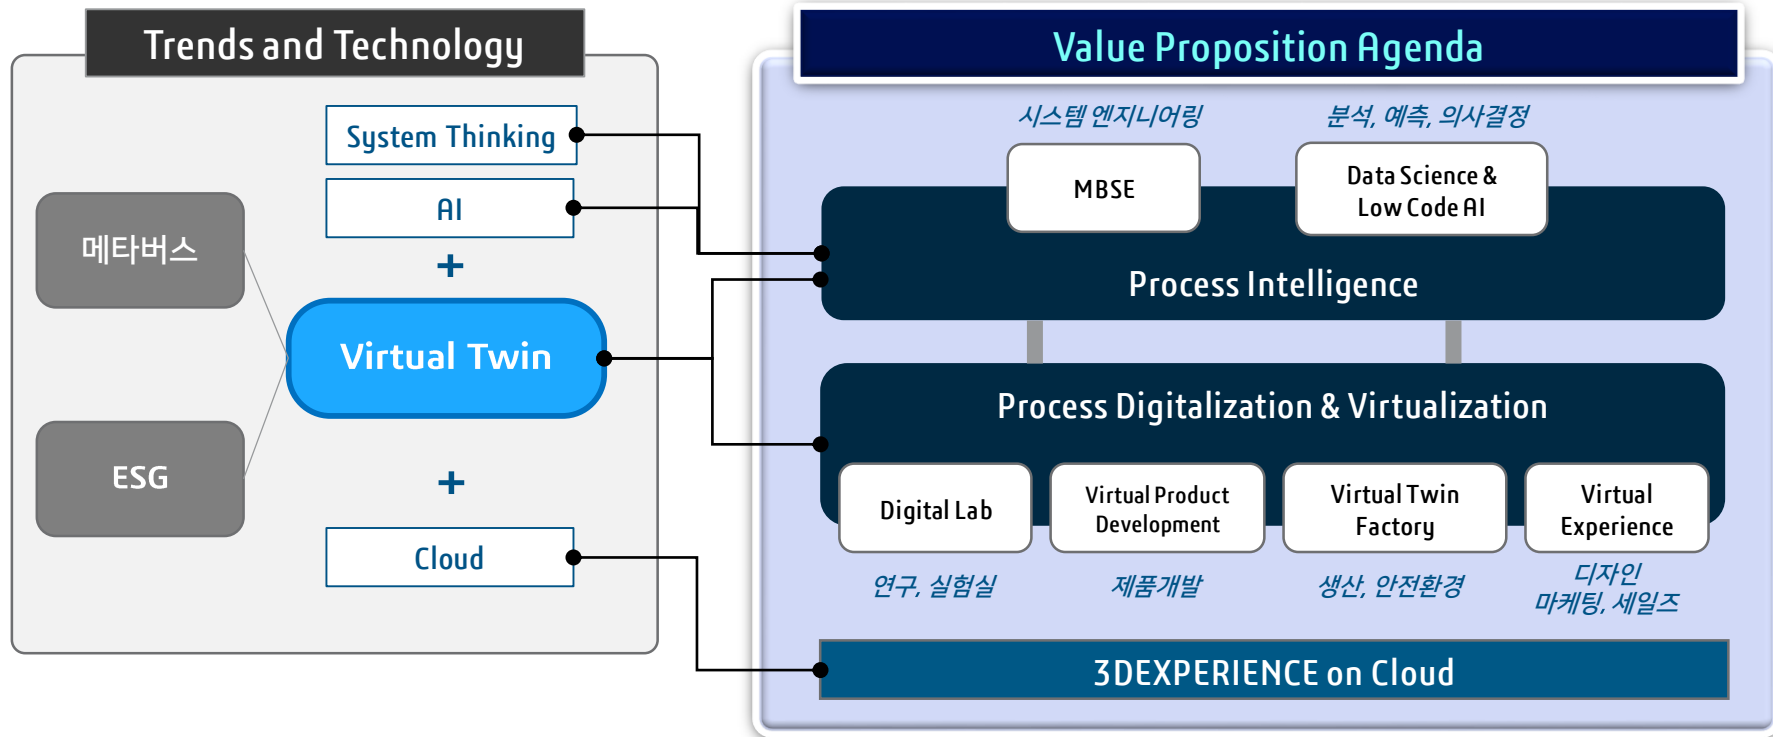 Trends and Technology
System Thinking
AI
+
메타버스
Virtual Twin
ESG
+
Cloud
Value Proposition Agenda
시스템 엔지니어링
분석, 예측, 의사결정
MBSE
Data Science &
Low Code AI
Process Intelligence
Process Digitalization & Virtualization
Digital Lab
Virtual Product
Development
Virtual Twin
Factory
Virtual
Experience
연구, 실험실
제품개발
생산, 안전환경
디자인
마케팅, 세일즈
3DEXPERIENCE on Cloud